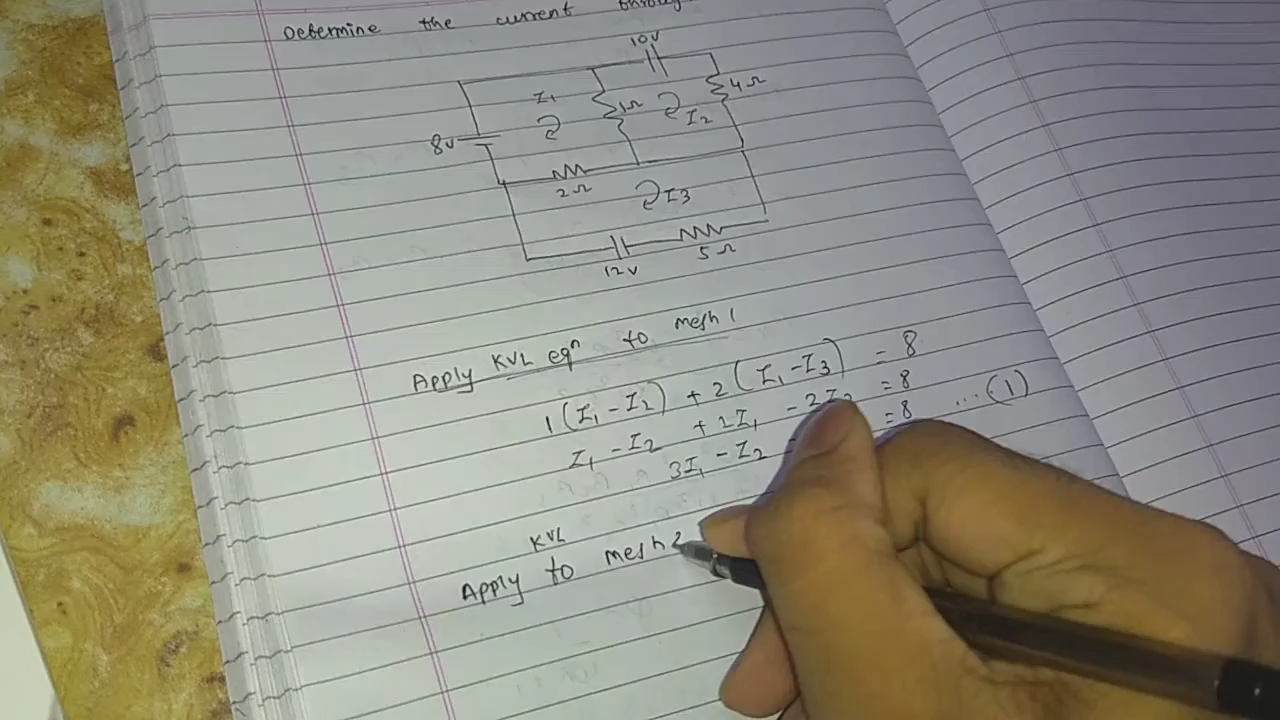 Determine the current
10V
I1
1Ω
4Ω
I2
8V
2Ω
I3
12V
5Ω
Apply KVL eqn to mesh 1
1(I1-I2) + 2(I1-I3) = 8
I1 - I2 + 2I1 - 2I3 = 8
3I1 - I2 =8 ...(1)
KVL
Apply to mesh 2